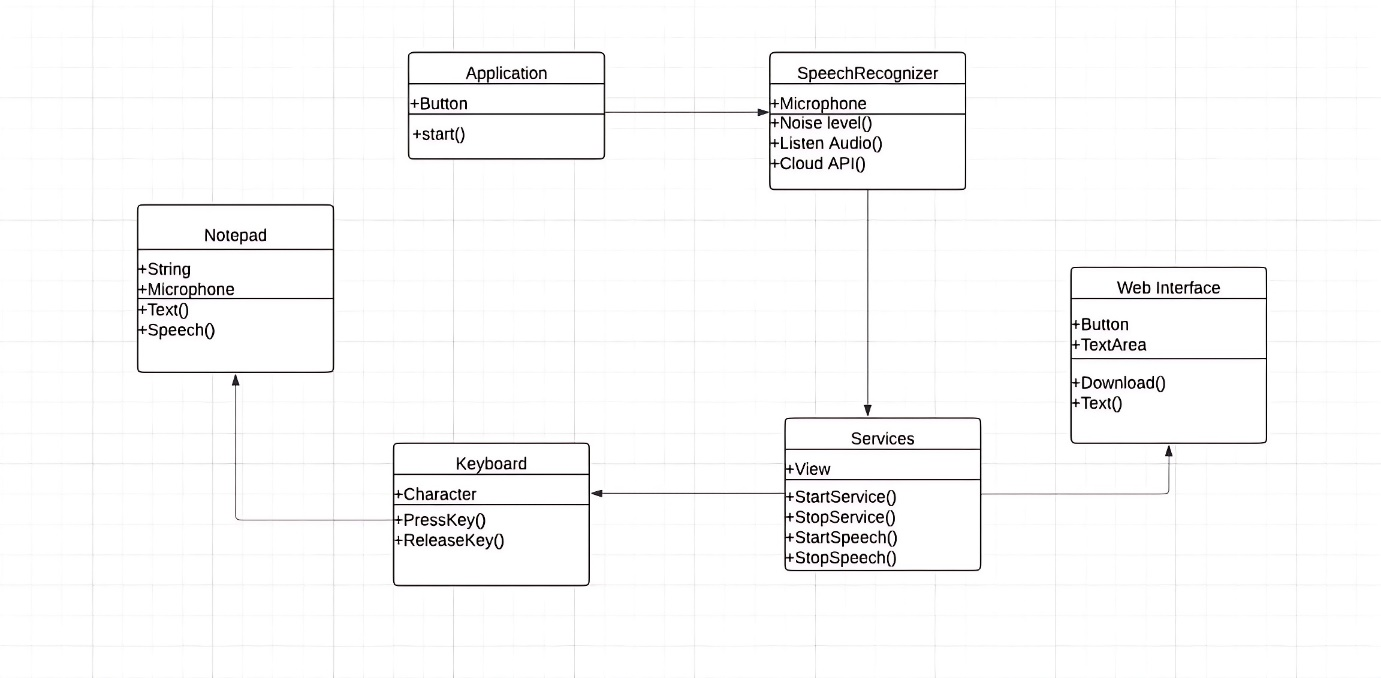 Application
+Button
+start()
SpeechRecognizer
+Microphone
+Noise level()
+Listen Audio()
+Cloud API()
Notepad
+String
+Microphone
+Text()
+Speech()
Web Interface
+Button
+TextArea
+Download()
+Text()
Keyboard
+Character
+PressKey()
+ReleaseKey()
Services
+View
+StartService()
+StopService()
+StartSpeech()
+StopSpeech()